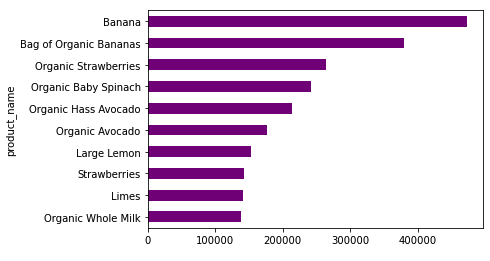 Banana
Bag of Organic Bananas
Organic Strawberries
Organic Baby Spinach
Organic Hass Avocado
Organic Avocado
Large Lemon
Strawberries
Limes
Organic Whole Milk
product_name
0 100000 200000 300000 400000